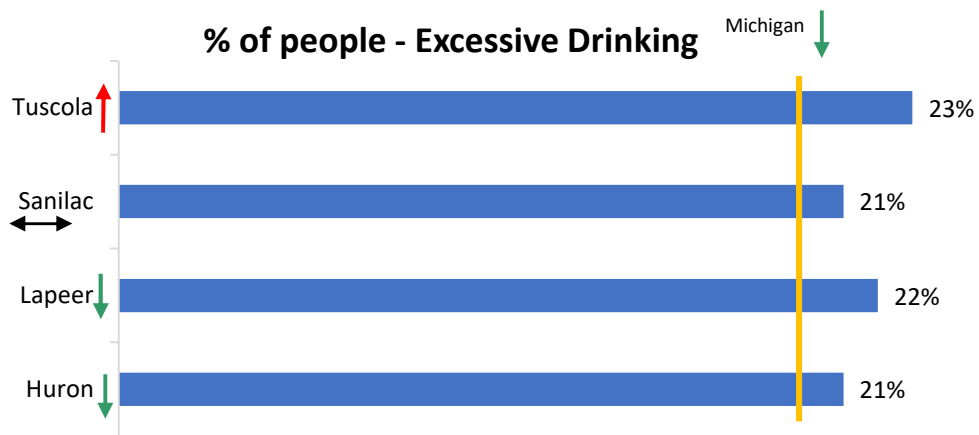 Michigan
% of people - Excessive Drinking
Tuscola 23%
Sanilac 21%
Lapeer 22%
Huron 21%